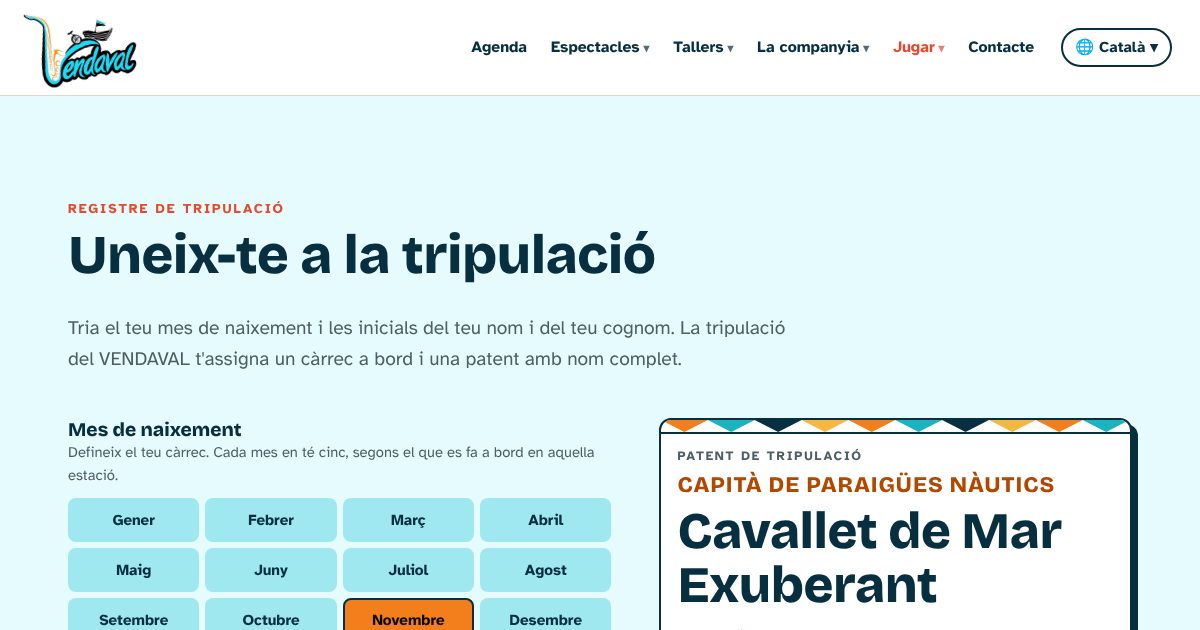 Vendaval
Agenda
Espectacles ▾
Tallers ▾
La companyia ▾
Jugar ▾
Contacte
Català ▾
REGISTRE DE TRIPULACIÓ
Uneix-te a la tripulació
Tria el teu mes de naixement i les inicials del teu nom i del teu cognom. La tripulació
del VENDAVAL t'assigna un càrrec a bord i una patent amb nom complet.
Mes de naixement
Defineix el teu càrrec. Cada mes en té cinc, segons el que es fa a bord en aquella
estació.
Gener
Febrer
Març
Abril
Maig
Juny
Juliol
Agost
Setembre
Octubre
Novembre
Desembre
PATENT DE TRIPULACIÓ
CAPITÀ DE PARAIGÜES NÀUTICS
Cavallet de Mar
Exuberant